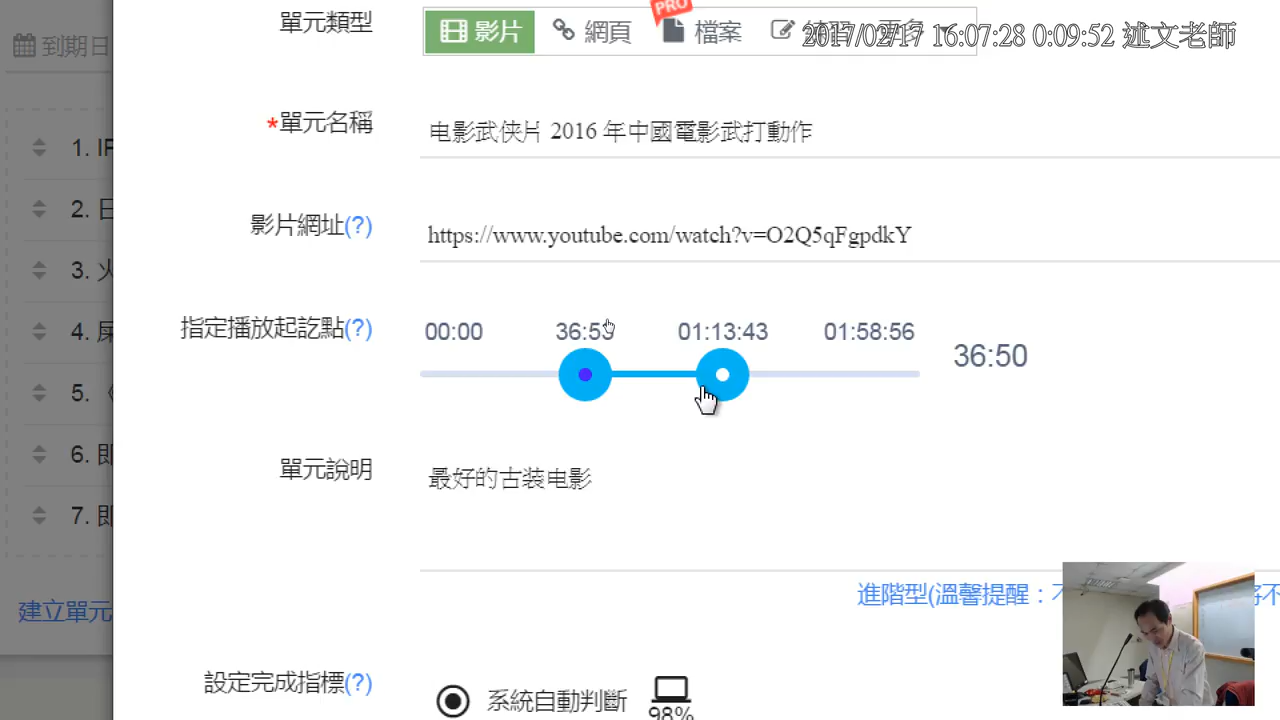 單元類型
影片
網頁
PRO
檔案
2017/02/17 16:07:28 0:09:52 述文老師
到期日
*單元名稱
电影武侠片 2016 年中國電影武打動作
1. IF
2. 日
影片網址(?)
https://www.youtube.com/watch?v=O2Q5qFgpdkY
3. 火
指定播放起訖點(?)
00:00
36:53
01:13:43
01:58:56
36:50
4. 屎
5. 《
6. 即
7. 即
單元說明
最好的古装电影
建立單元
進階型(溫馨提醒：不
將不
設定完成指標(?)
系統自動判斷
98%